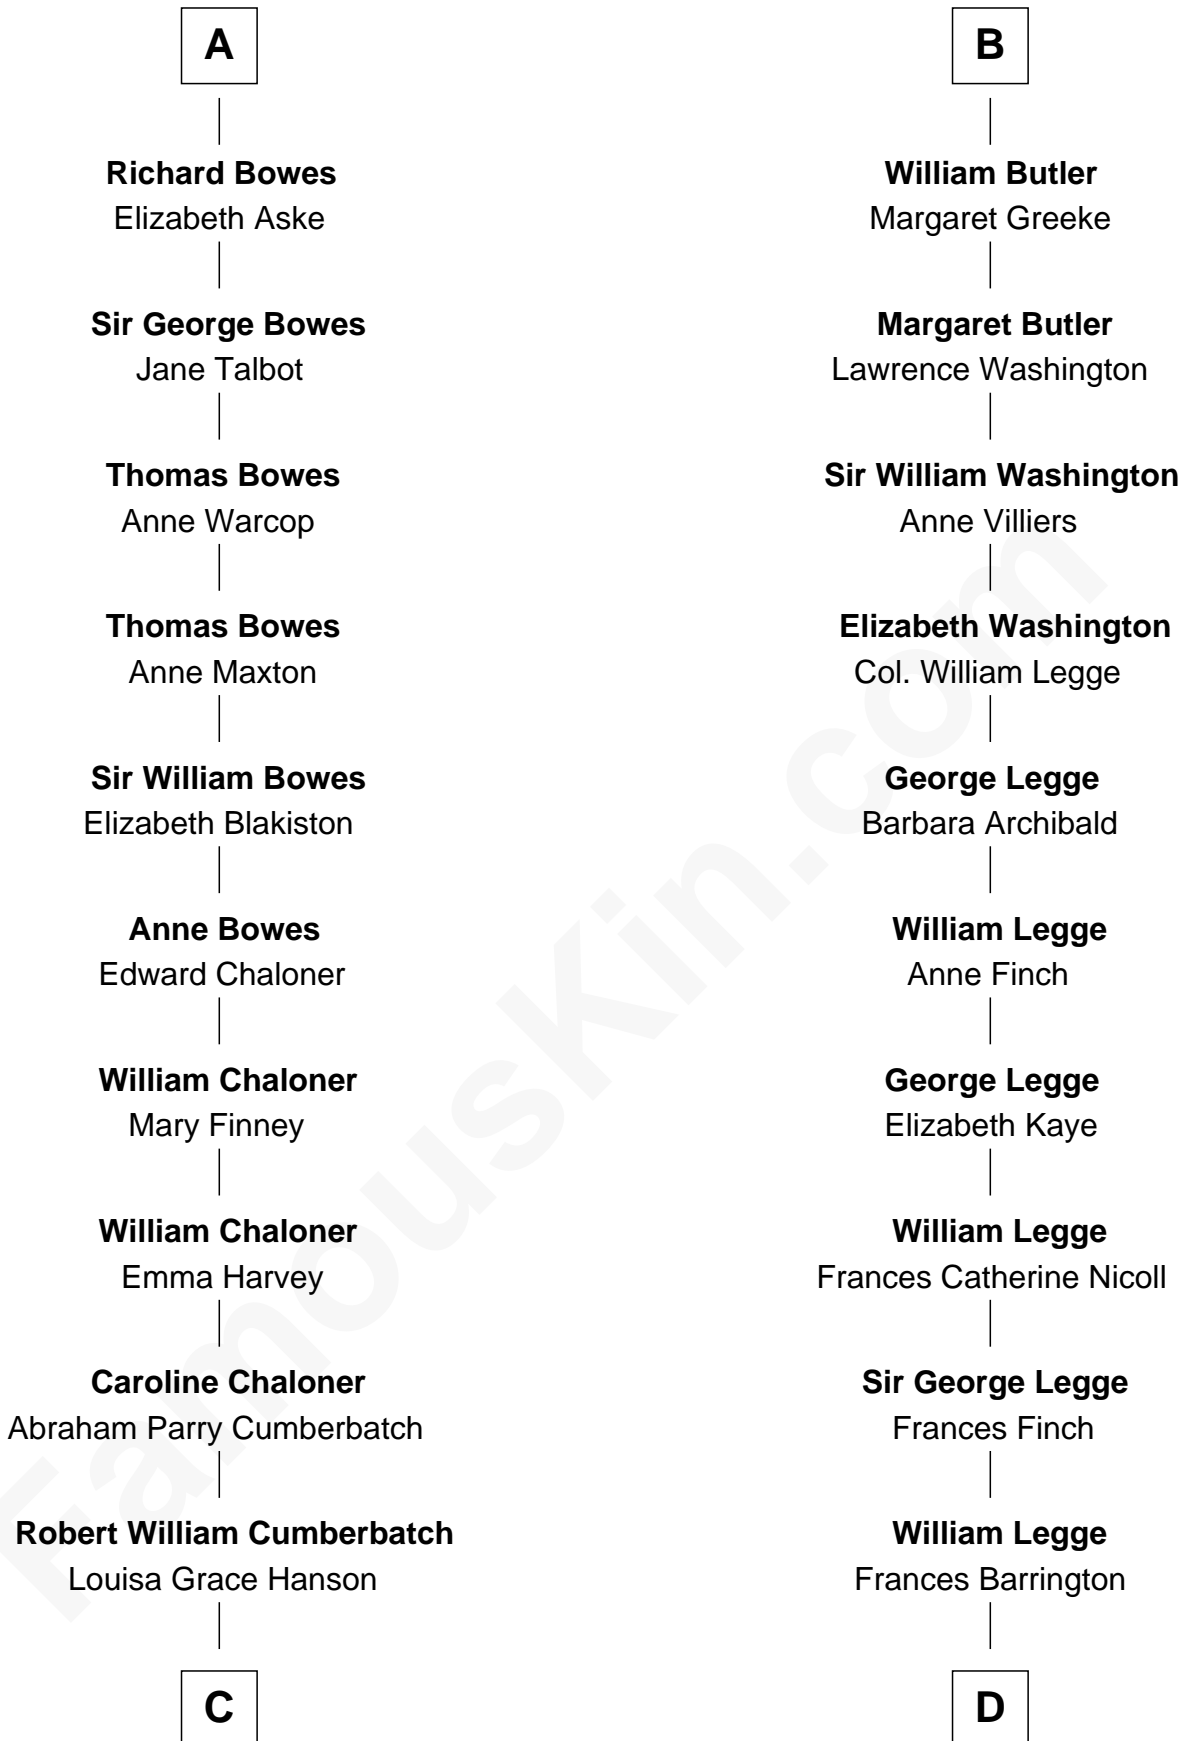 A
Richard Bowes
Elizabeth Aske
Sir George Bowes
Jane Talbot
Thomas Bowes
Anne Warcop
Thomas Bowes
Anne Maxton
Sir William Bowes
Elizabeth Blakiston
Anne Bowes
Edward Chaloner
William Chaloner
Mary Finney
William Chaloner
Emma Harvey
Caroline Chaloner
Abraham Parry Cumberbatch
Robert William Cumberbatch
Louisa Grace Hanson
C
B
William Butler
Margaret Greeke
Margaret Butler
Lawrence Washington
Sir William Washington
Anne Villiers
Elizabeth Washington
Col. William Legge
George Legge
Barbara Archibald
William Legge
Anne Finch
George Legge
Elizabeth Kaye
William Legge
Frances Catherine Nicoll
Sir George Legge
Frances Finch
William Legge
Frances Barrington
D
FamousKin.com